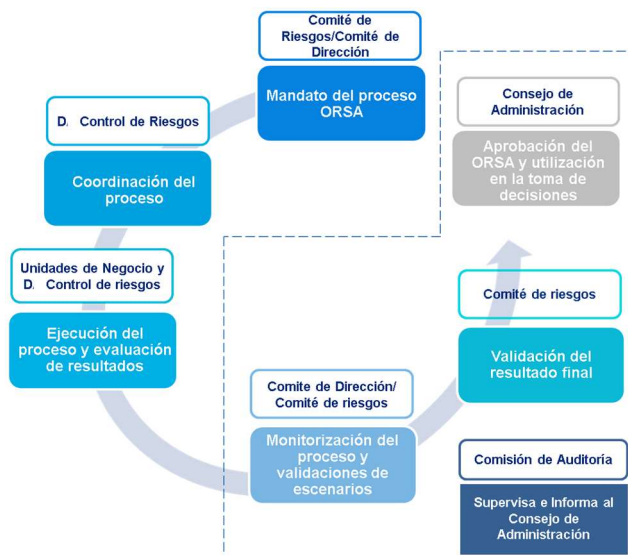 Comité de
Riesgos/Comité de
Dirección
Mandato del proceso
ORSA
D. Control de Riesgos
Coordinación del
proceso
Unidades de Negocio y
D. Control de riesgos
Ejecución del
proceso y evaluación
de resultados
Comite de Dirección/
Comité de riesgos
Monitorización del
proceso y
validaciones de
escenarios
Comité de riesgos
Validación del
resultado final
Consejo de
Administración
Aprobación del
ORSA y utilización
en la toma de
decisiones
Comisión de Auditoría
Supervisa e Informa al
Consejo de
Administración